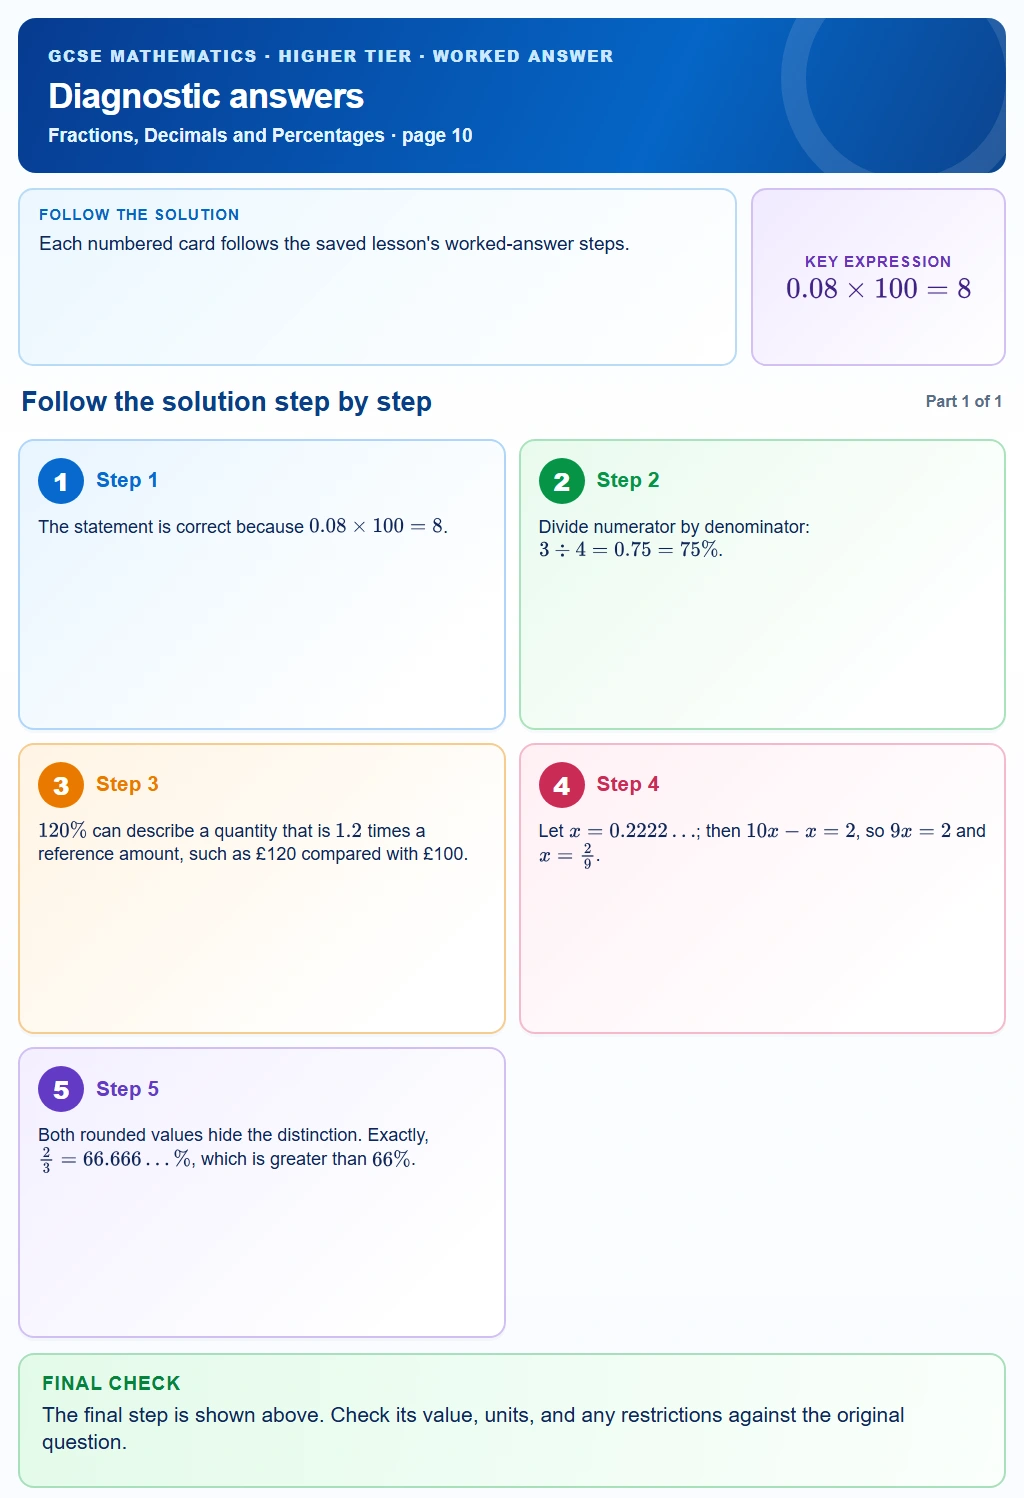 GCSE MATHEMATICS · HIGHER TIER · WORKED ANSWER
Diagnostic answers
Fractions, Decimals and Percentages · page 10
FOLLOW THE SOLUTION
Each numbered card follows the saved lesson's worked-answer steps.
KEY EXPRESSION
0.08 × 100 = 8
Follow the solution step by step
Part 1 of 1
1 Step 1
The statement is correct because 0.08 × 100 = 8.
2 Step 2
Divide numerator by denominator:
3 ÷ 4 = 0.75 = 75%.
3 Step 3
120% can describe a quantity that is 1.2 times a
reference amount, such as £120 compared with £100.
4 Step 4
Let x = 0.2222...; then 10x − x = 2, so 9x = 2 and
x = 2/9.
5 Step 5
Both rounded values hide the distinction. Exactly,
2/3 = 66.666...%, which is greater than 66%.
FINAL CHECK
The final step is shown above. Check its value, units, and any restrictions against the original
question.